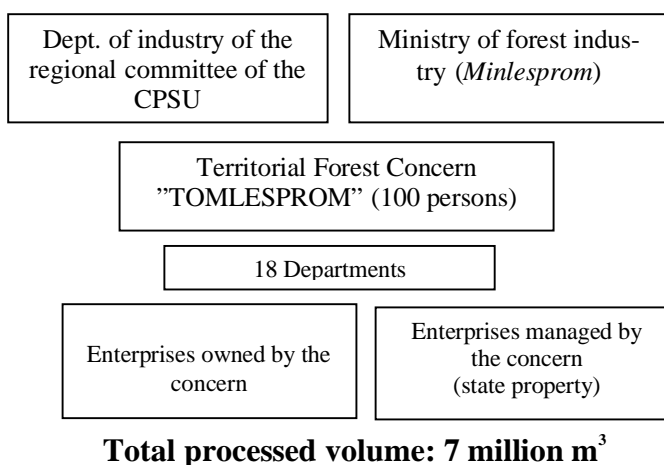 Dept. of industry of the
regional committee of the
CPSU
Ministry of forest indus-
try (Minlesprom)
Territorial Forest Concern
”TOMLESPROM” (100 persons)
18 Departments
Enterprises owned by the
concern
Enterprises managed by
the concern
(state property)
Total processed volume: 7 million m³